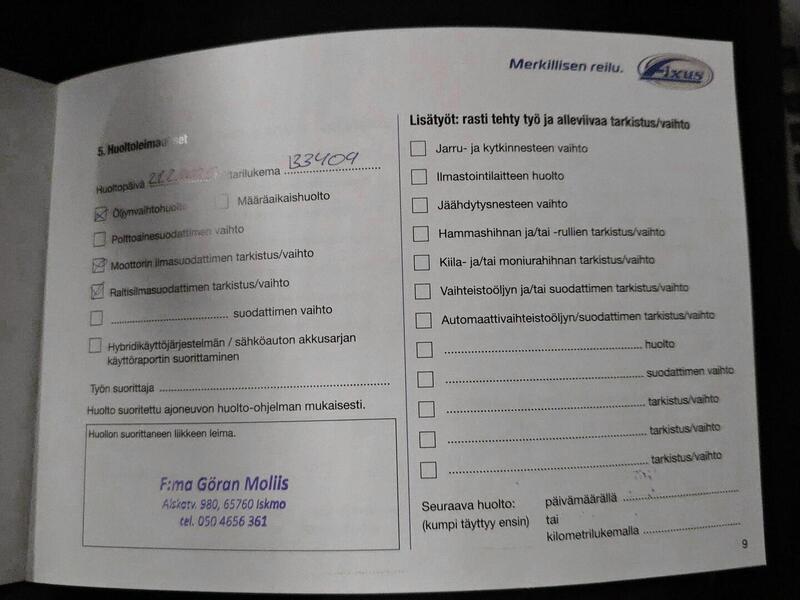 Merkillisen reilu. Fixus
5. Huoltoleimaukset
Huoltopäivä mittarilukema 133409
Öljynvaihtohuolto Määräaikaishuolto
Polttoainesuodattimen vaihto
Moottorin ilmasuodattimen tarkistus/vaihto
Raitisilmasuodattimen tarkistus/vaihto
suodattimen vaihto
Hybridikäyttöjärjestelmän / sähköauton akkusarjan
käyttöraportin suorittaminen
Työn suorittaja
Huolto suoritettu ajoneuvon huolto-ohjelman mukaisesti.
Huollon suorittaneen liikkeen leima.
F:ma Göran Moliis
Alskatv. 980, 65760 Iskmo
tel. 050 4656 361
Lisätyöt: rasti tehty työ ja alleviivaa tarkistus/vaihto
Jarru- ja kytkinnesteen vaihto
Ilmastointilaitteen huolto
Jäähdytysnesteen vaihto
Hammashihnan ja/tai -rullien tarkistus/vaihto
Kiila- ja/tai moniurahihnan tarkistus/vaihto
Vaihteistoöljyn ja/tai suodattimen tarkistus/vaihto
Automaattivaihteistoöljyn/suodattimen tarkistus/vaihto
huolto
suodattimen vaihto
tarkistus/vaihto
tarkistus/vaihto
tarkistus/vaihto
Seuraava huolto: päivämäärällä
(kumpi täyttyy ensin) tai
kilometrilukemalla
9